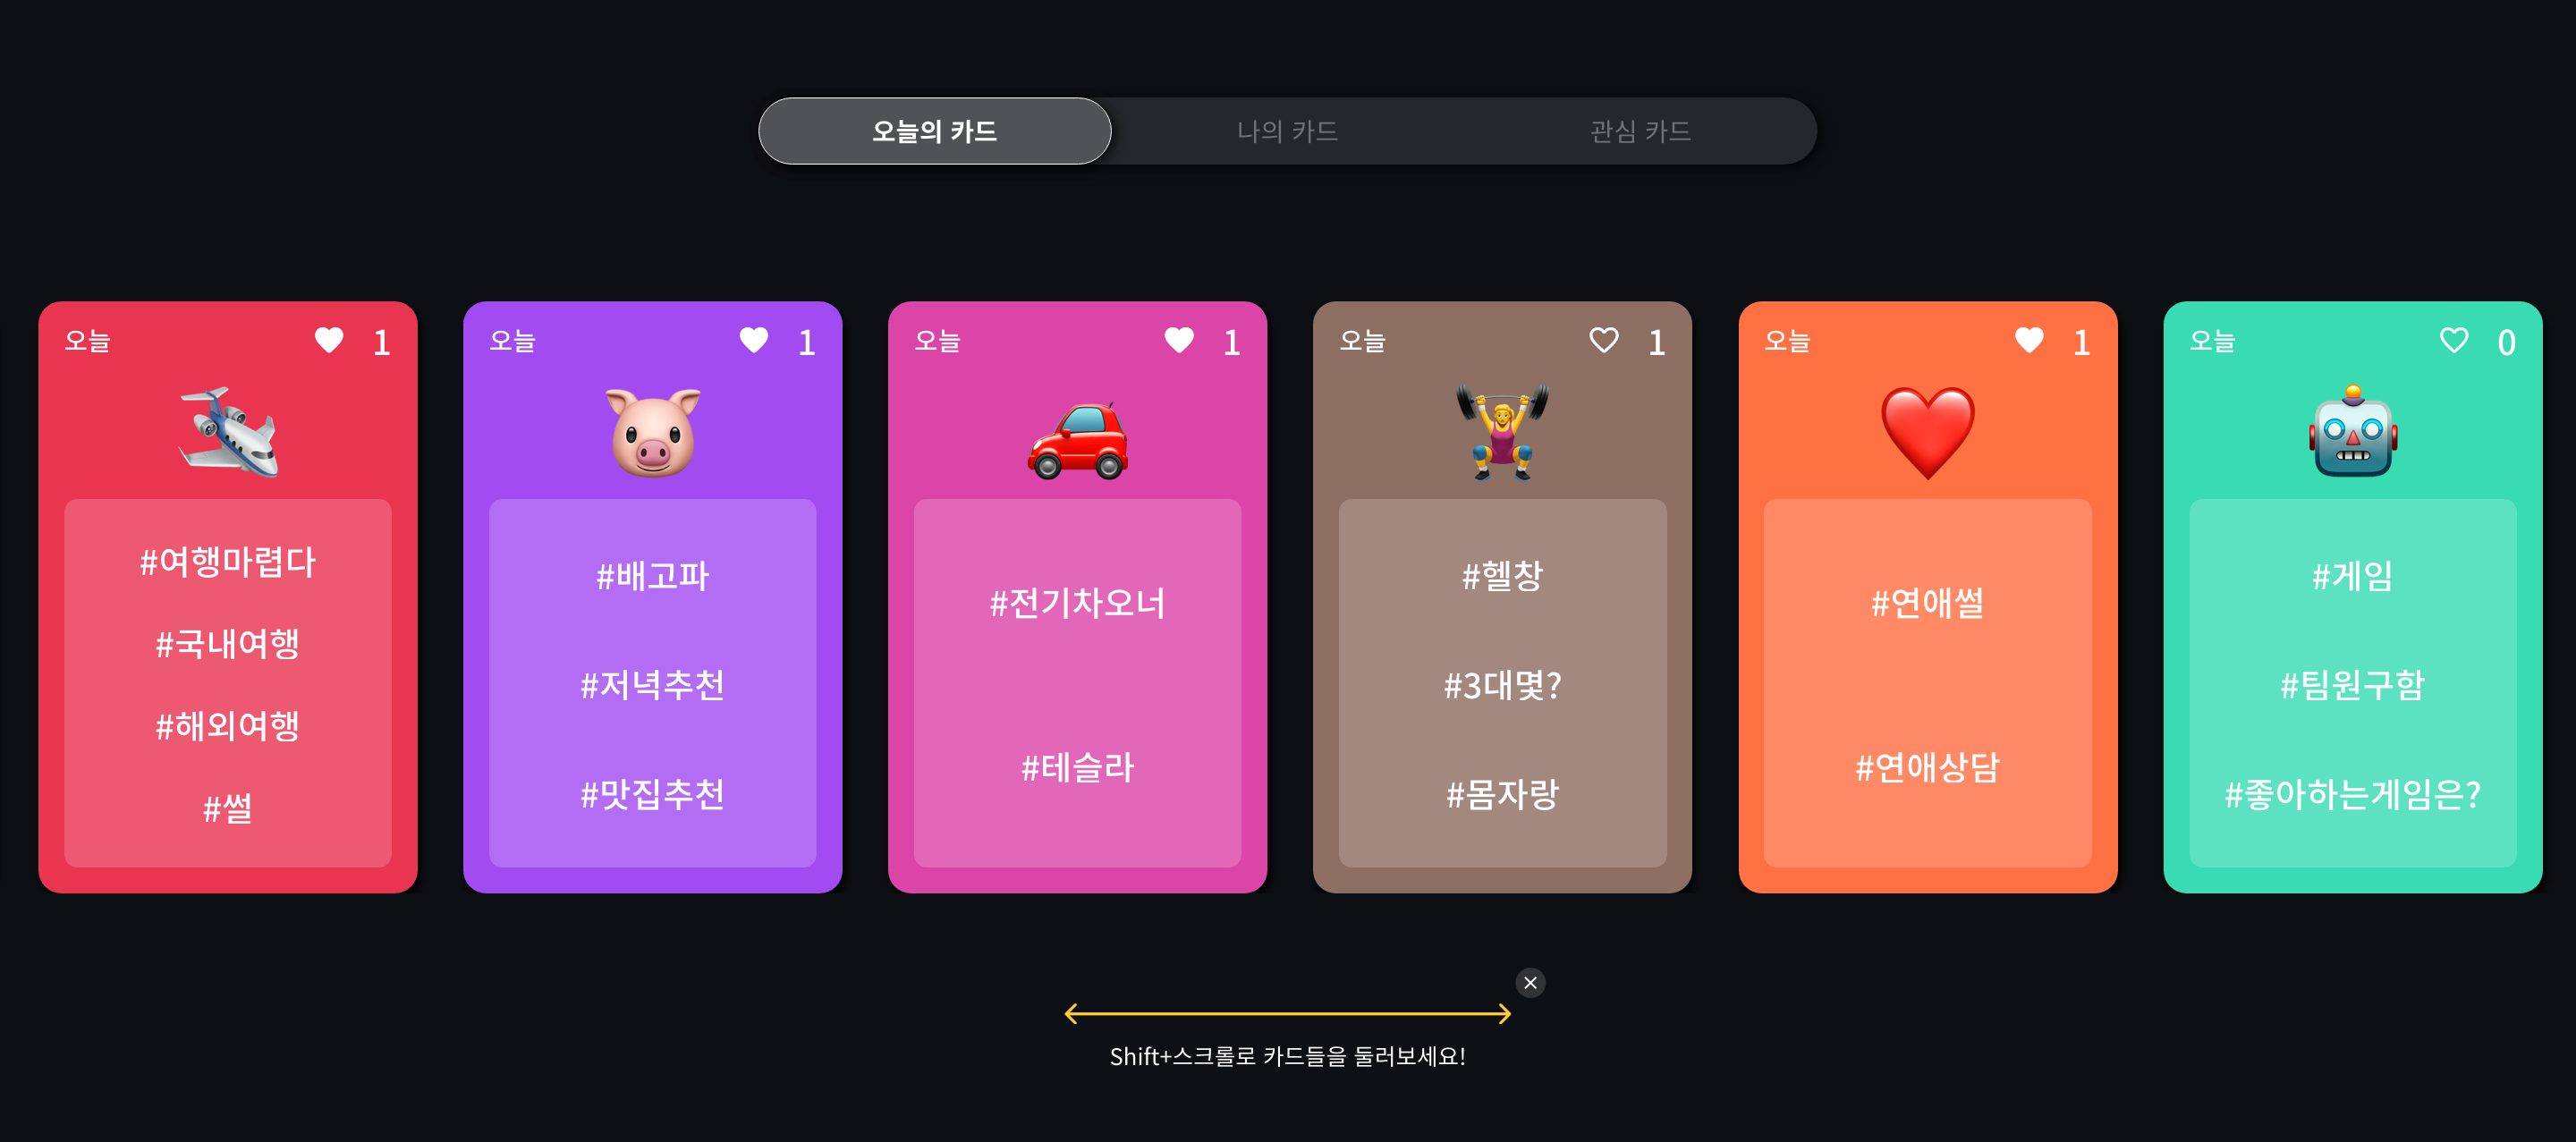 오늘의 카드
나의 카드
관심 카드
오늘 1
#여행마렵다
#국내여행
#해외여행
#썰
오늘 1
#배고파
#저녁추천
#맛집추천
오늘 1
#전기차오너
#테슬라
오늘 1
#헬창
#3대몇?
#몸자랑
오늘 1
#연애썰
#연애상담
오늘 0
#게임
#팀원구함
#좋아하는게임은?
Shift+스크롤로 카드들을 둘러보세요!